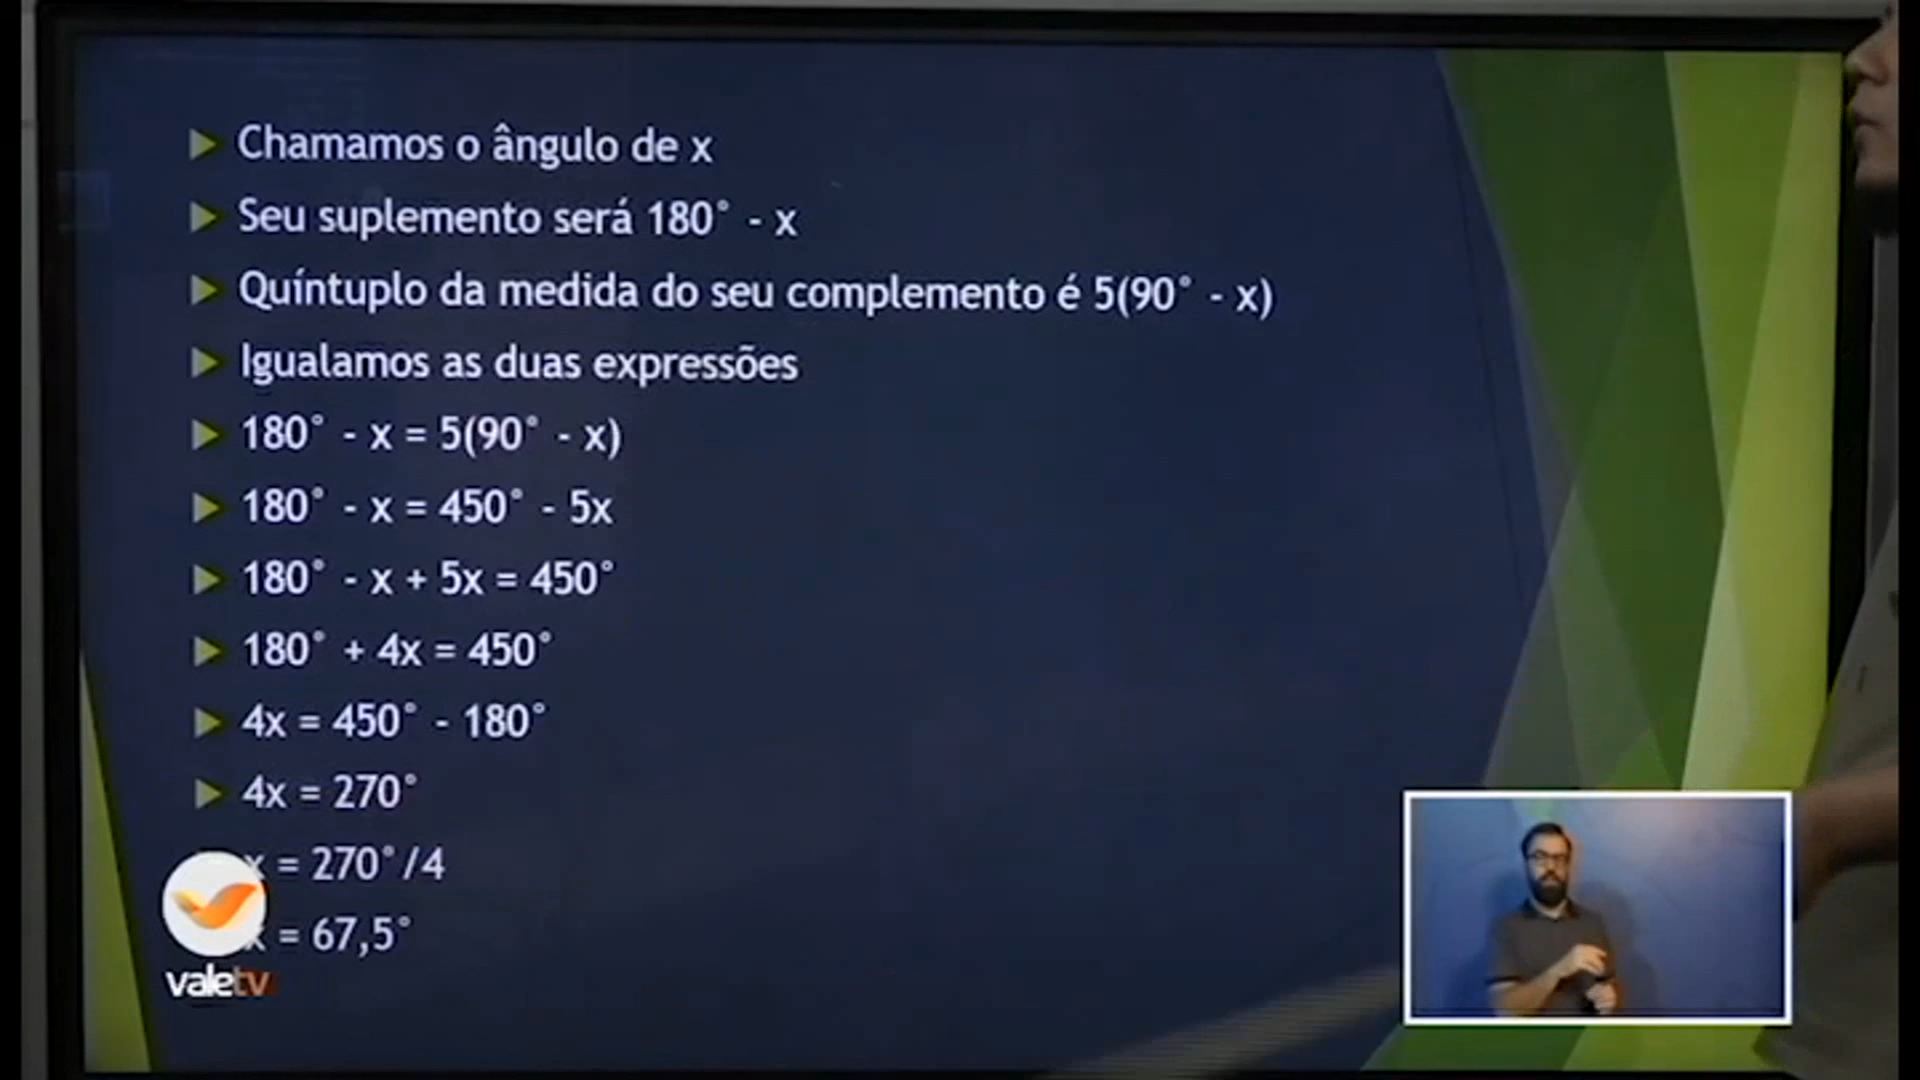 Chamamos o ângulo de x
Seu suplemento será 180° - x
Quíntuplo da medida do seu complemento é 5(90° - x)
Igualamos as duas expressões
180° - x = 5(90° - x)
180° - x = 450° - 5x
180° - x + 5x = 450°
180° + 4x = 450°
4x = 450° - 180°
4x = 270°
x = 270°/4
x = 67,5°
valetv